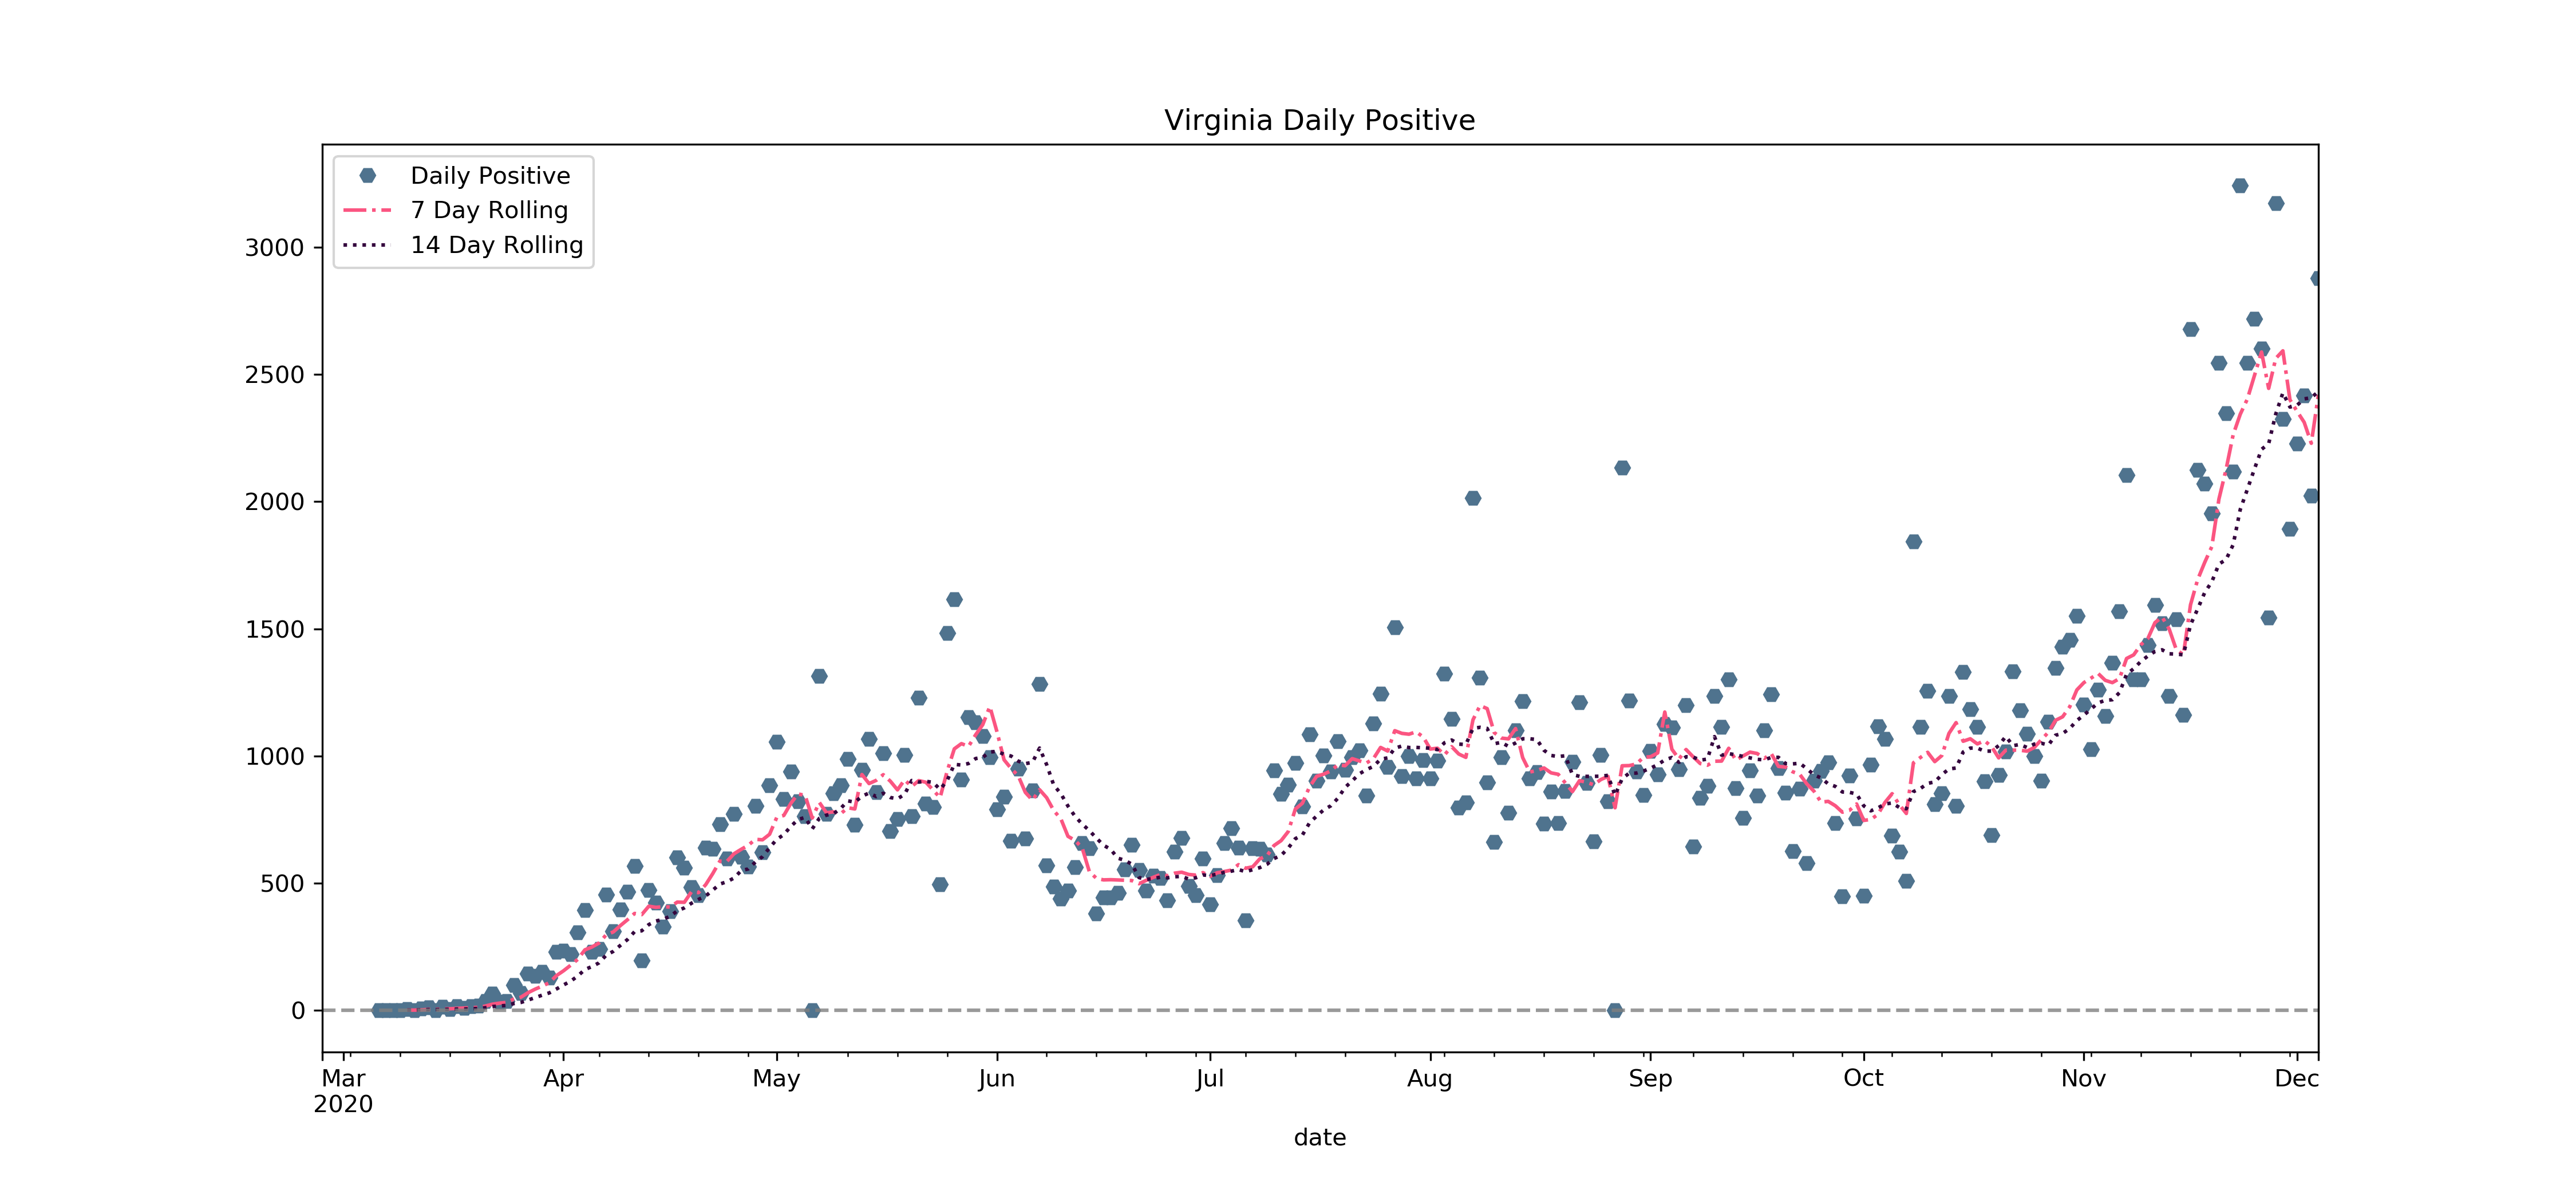 Virginia Daily Positive
Daily Positive
7 Day Rolling
14 Day Rolling
3000
2500
2000
1500
1000
500
0
Mar Apr May Jun Jul Aug Sep Oct Nov Dec
2020
date